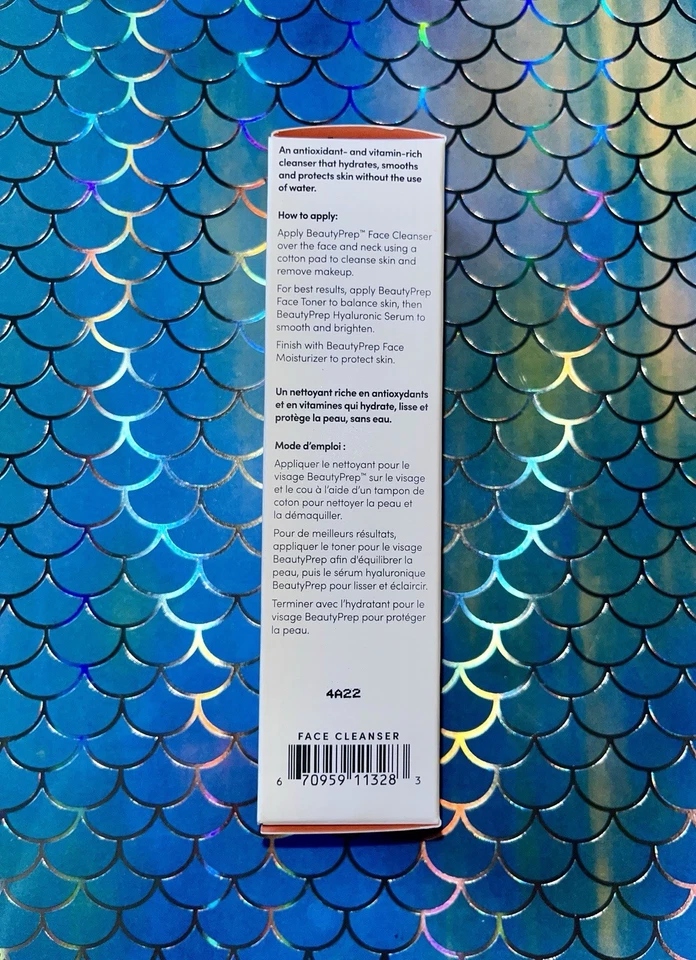 An antioxidant- and vitamin-rich
cleanser that hydrates, smooths
and protects skin without the use
of water.
How to apply:
Apply BeautyPrep™ Face Cleanser
over the face and neck using a
cotton pad to cleanse skin and
remove makeup.
For best results, apply BeautyPrep
Face Toner to balance skin, then
BeautyPrep Hyaluronic Serum to
smooth and brighten.
Finish with BeautyPrep Face
Moisturizer to protect skin.
Un nettoyant riche en antioxydants
et en vitamines qui hydrate, lisse et
protège la peau, sans eau.
Mode d'emploi :
Appliquer le nettoyant pour le
visage BeautyPrep™ sur le visage
et le cou à l'aide d'un tampon de
coton pour nettoyer la peau et
la démaquiller.
Pour de meilleurs résultats,
appliquer le toner pour le visage
BeautyPrep afin d'équilibrer la
peau, puis le sérum hyaluronique
BeautyPrep pour lisser et éclaircir.
Terminer avec l'hydratant pour le
visage BeautyPrep pour protéger
la peau.
4A22
FACE CLEANSER
6 70959 11328 3